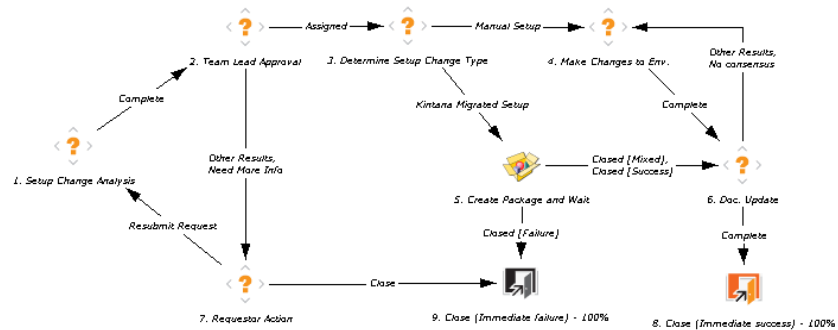 Assigned
Manual Setup
Other Results,
No consensus
2. Team Lead Approval
3. Determine Setup Change Type
4. Make Changes to Env.
Complete
Kintana Migrated Setup
Complete
Other Results,
Need More Info
Closed [Mixed],
Closed [Success]
1. Setup Change Analysis
5. Create Package and Wait
6. Doc. Update
Resubmit Request
Closed [Failure]
Complete
Close
7. Requestor Action
9. Close (Immediate failure) - 100%
8. Close (Immediate success) - 100%